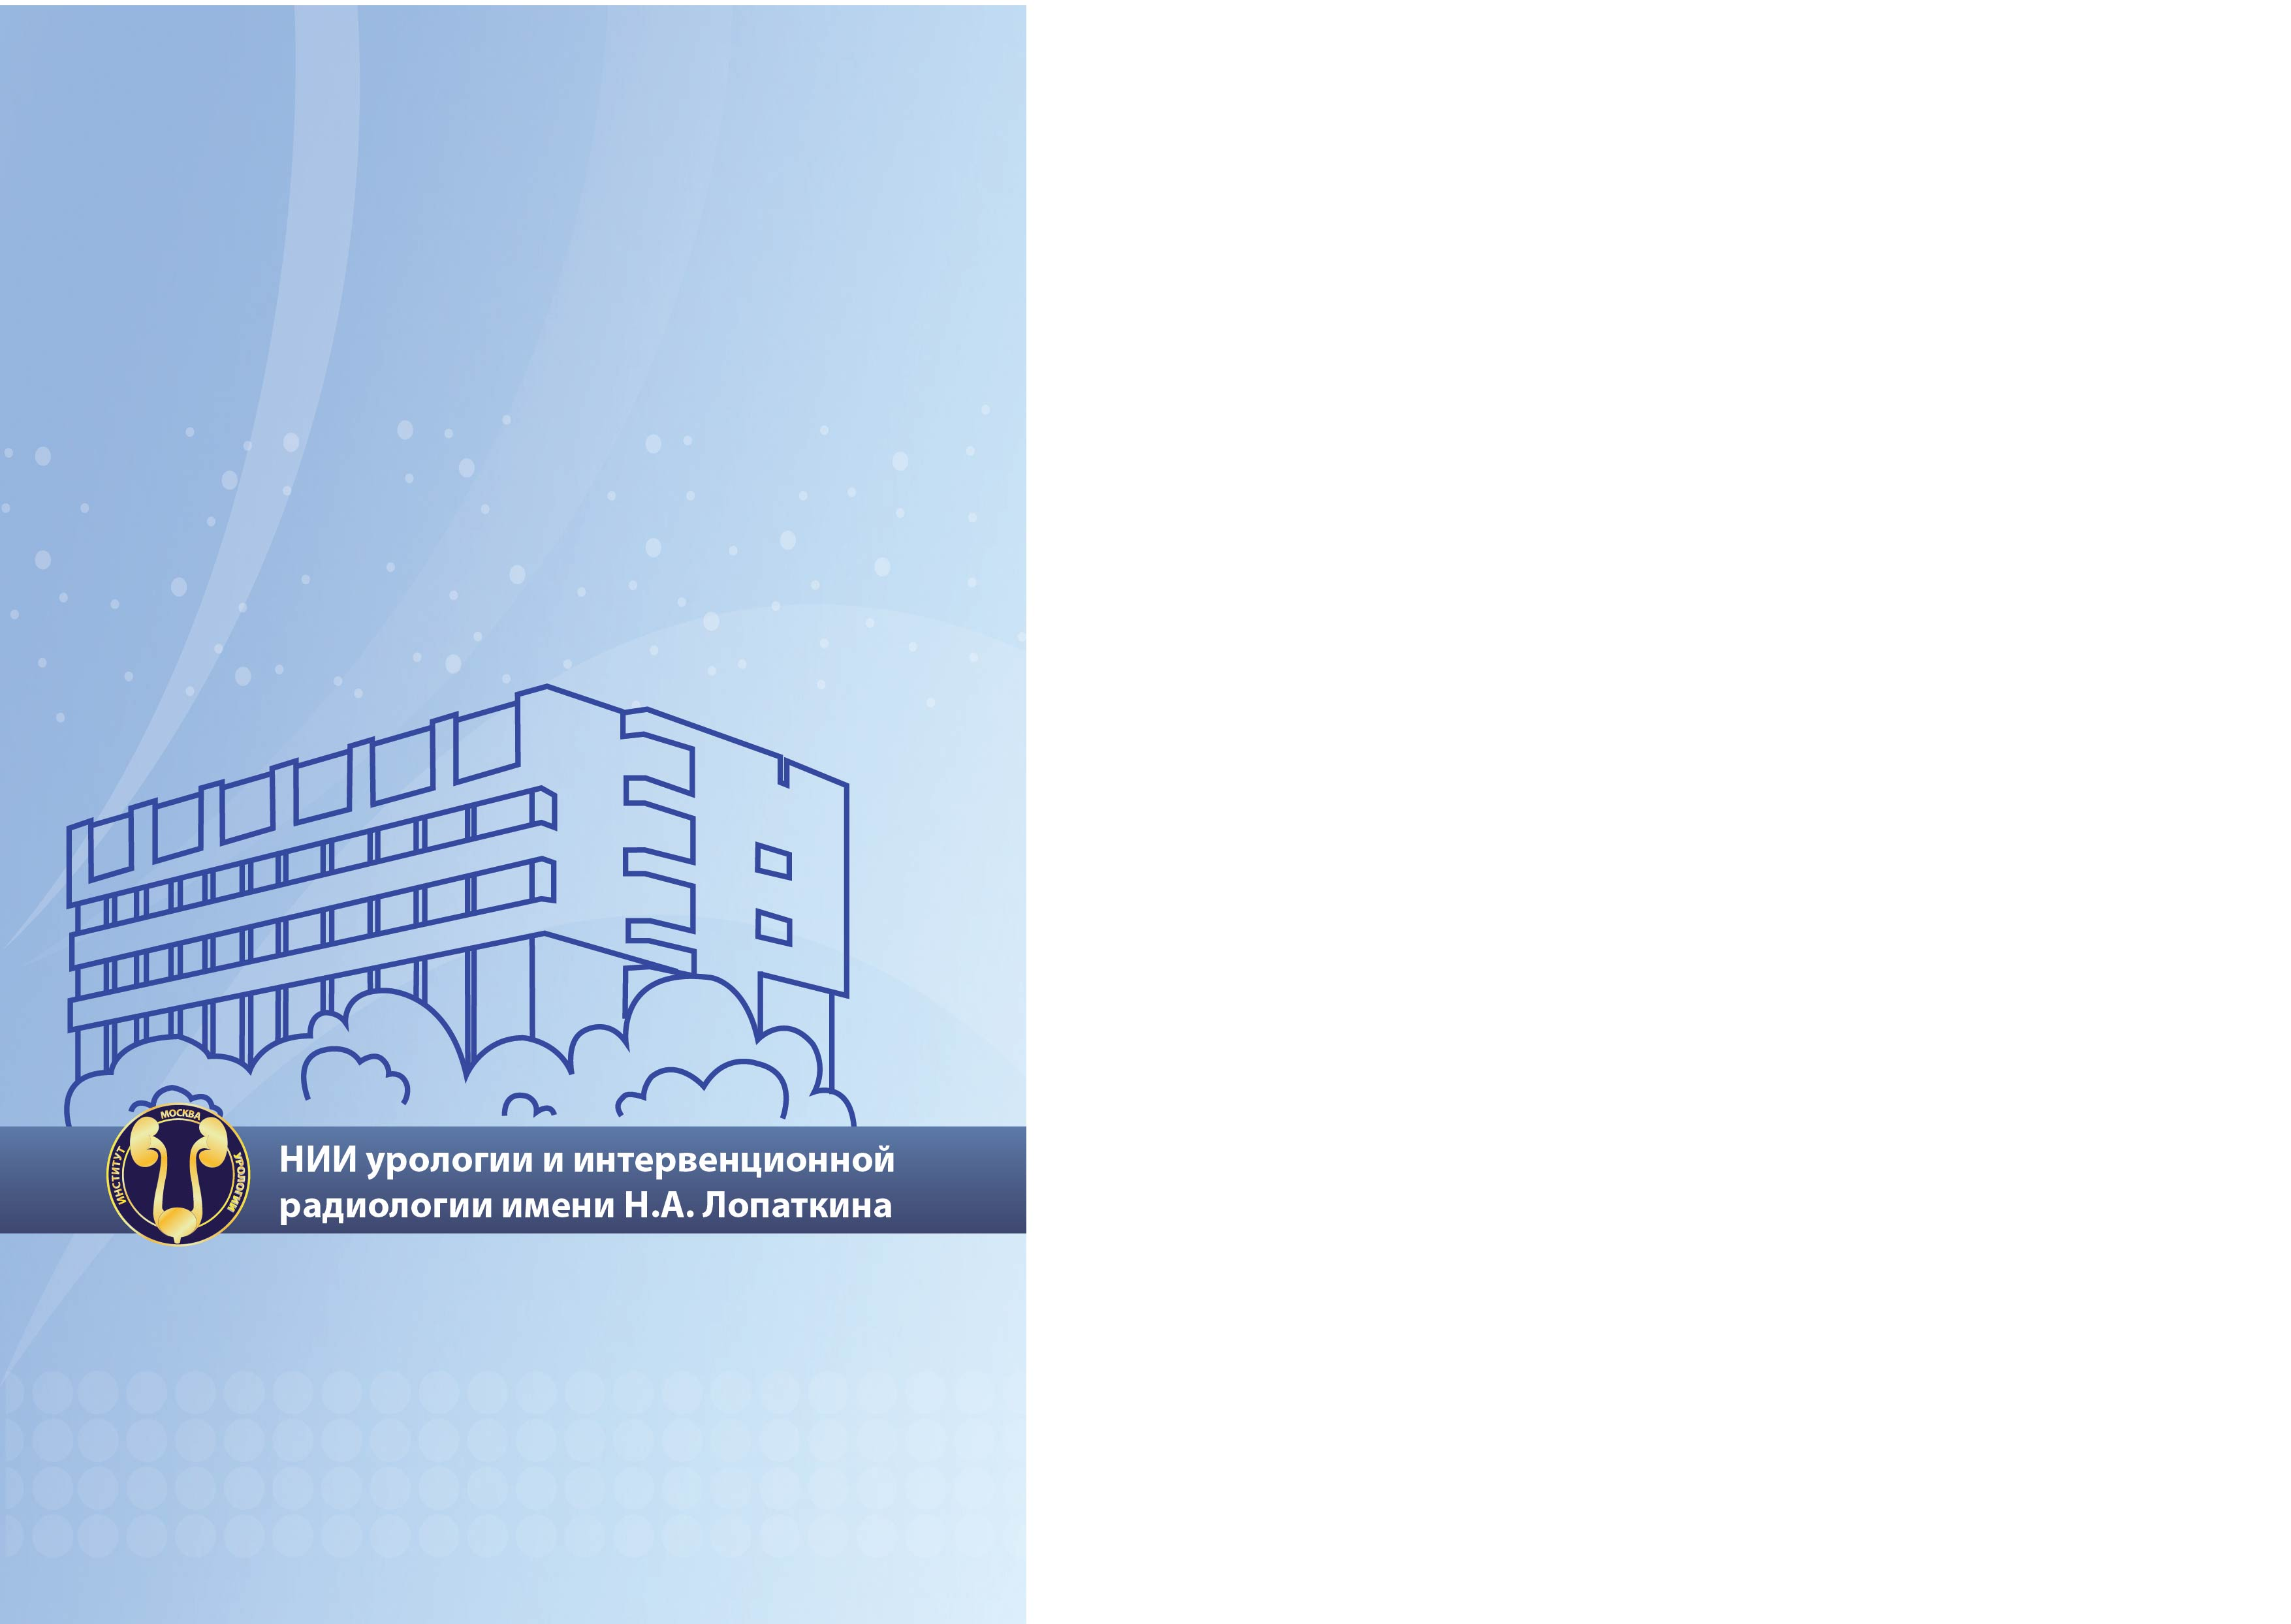 МОСКВА
ИНСТИТУТ
УРОЛОГИИ
НИИ урологии и интервенционной
радиологии имени Н.А. Лопаткина